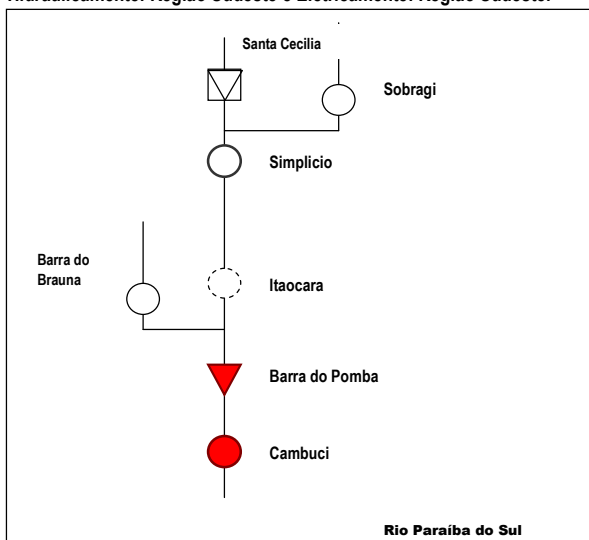 Hidraulicamente: Região Sudeste e Eletricamente: Região Sudeste.
Santa Cecilia
Sobragi
Simplicio
Barra do
Brauna
Itaocara
Barra do Pomba
Cambuci
Rio Paraíba do Sul